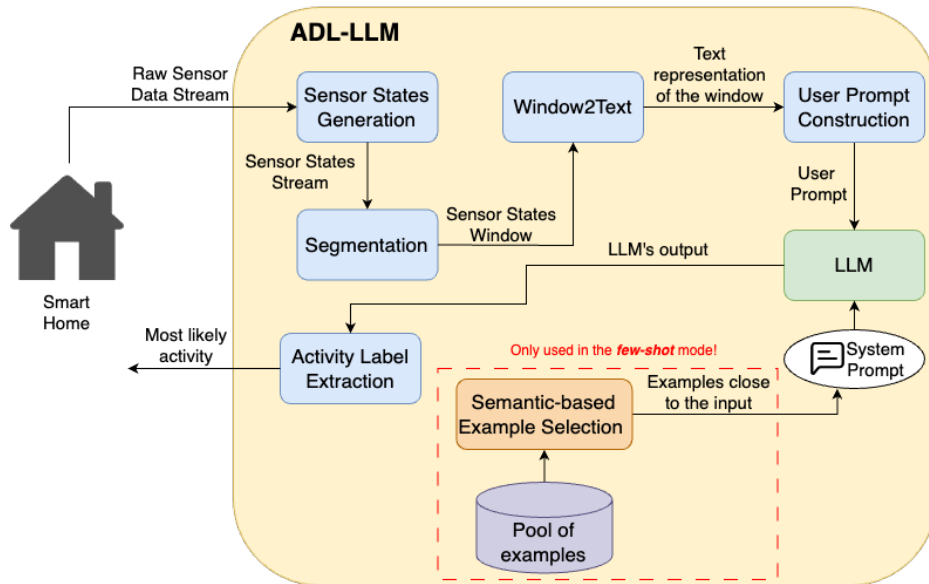 ADL-LLM
Raw Sensor
Data Stream
Sensor States
Generation
Window2Text
Text
representation
of the window
User Prompt
Construction
Sensor States
Stream
User
Prompt
Segmentation
Sensor States
Window
LLM's output
LLM
Smart
Home
Most likely
activity
Activity Label
Extraction
Only used in the few-shot mode!
System
Prompt
Semantic-based
Example Selection
Examples close
to the input
Pool of
examples